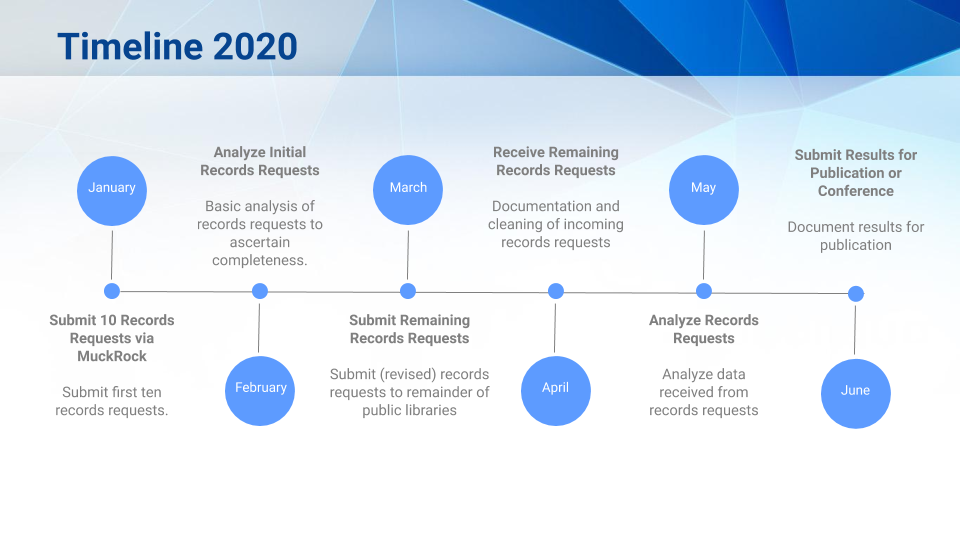 Timeline 2020
January
Submit 10 Records
Requests via
MuckRock
Submit first ten
records requests.
Analyze Initial
Records Requests
Basic analysis of
records requests to
ascertain
completeness.
February
March
Submit Remaining
Records Requests
Submit (revised) records
requests to remainder of
public libraries
Receive Remaining
Records Requests
Documentation and
cleaning of incoming
records requests
April
May
Analyze Records
Requests
Analyze data
received from
records requests
Submit Results for
Publication or
Conference
Document results for
publication
June